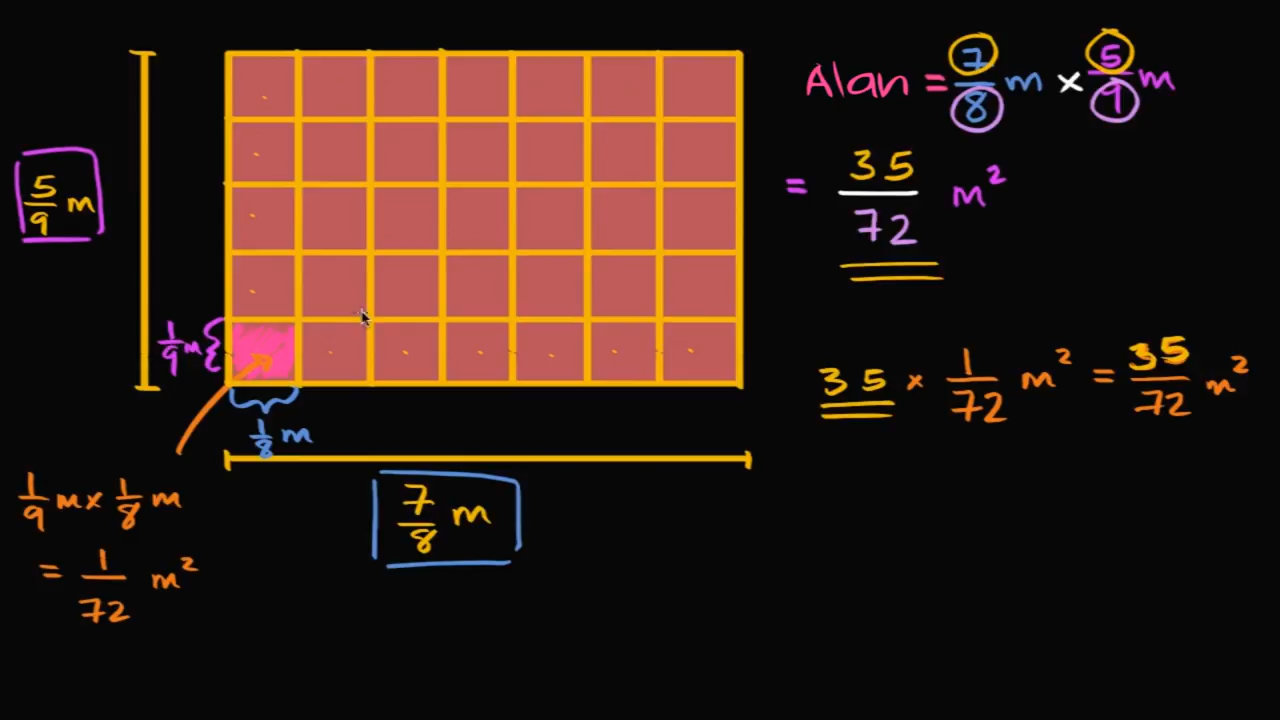 Alan = 7/8 m × 5/9 m
= 35/72 m²
5/9 m
1/9 m
1/8 m
7/8 m
35 × 1/72 m² = 35/72 m²
1/9 m × 1/8 m
= 1/72 m²